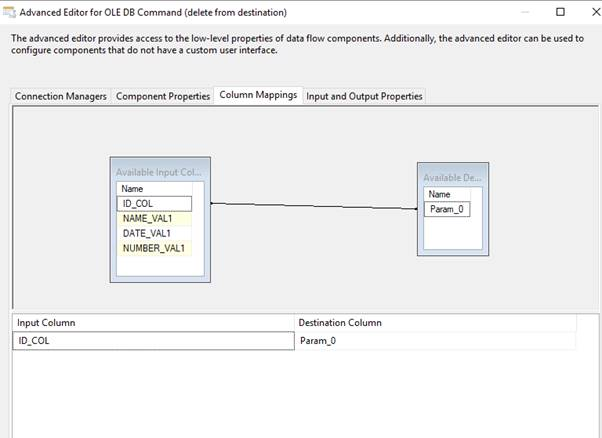 Advanced Editor for OLE DB Command (delete from destination)
The advanced editor provides access to the low-level properties of data flow components. Additionally, the advanced editor can be used to
configure components that do not have a custom user interface.
Connection Managers Component Properties Column Mappings Input and Output Properties
Available Input Col...
Name
ID_COL
NAME_VAL1
DATE_VAL1
NUMBER_VAL1
Available De...
Name
Param_0
Input Column Destination Column
ID_COL Param_0